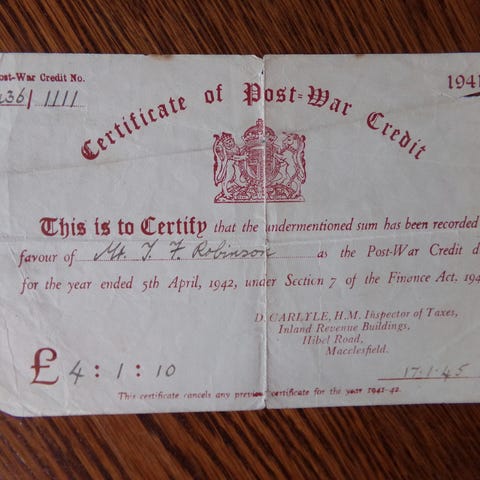 Post-War Credit No. 1941
1111
Certificate of Post-War Credit
This is to Certify that the undermentioned sum has been recorded
favour of Mr. T. F. Robinson as the Post-War Credit d
for the year ended 5th April, 1942, under Section 7 of the Finance Act, 194
D. CARLYLE, H.M. Inspector of Taxes,
Inland Revenue Buildings,
Hibel Road,
Macclesfield.
£ 4 : 1 : 10 17.1.45
This certificate cancels any previous certificate for the year 1941-42.